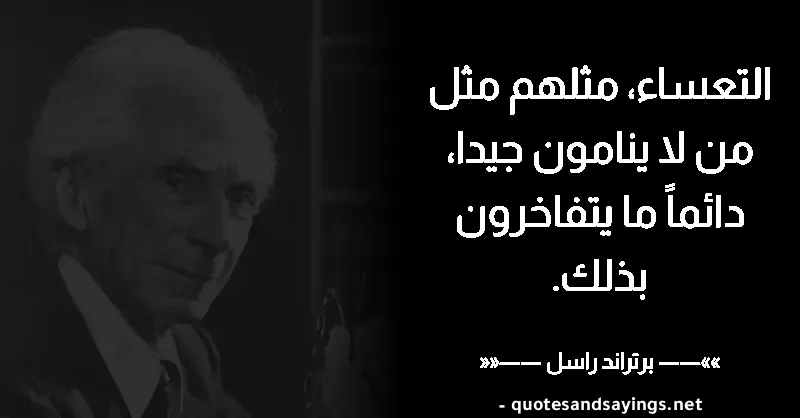 التعساء، مثلهم مثل
من لا ينامون جيدا،
دائماً ما يتفاخرون
بذلك.
»»—— برتراند راسل ——««
- quotesandsayings.net